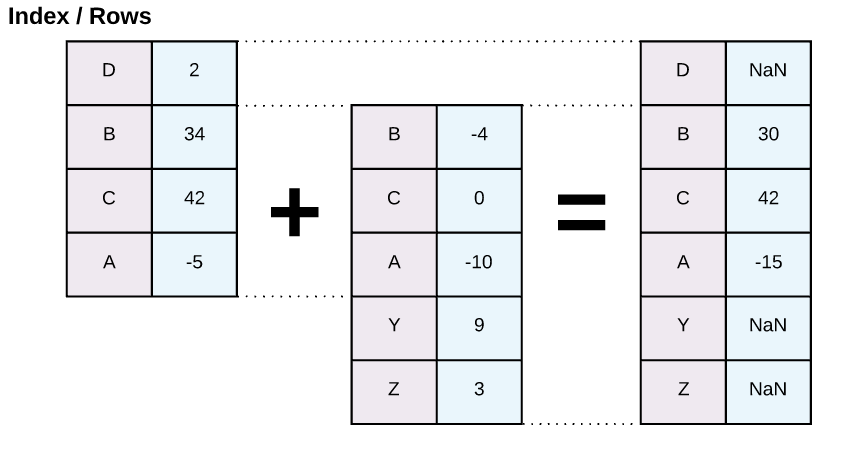 Index / Rows
D 2 D NaN
B 34 B -4 B 30
C 42 C 0 C 42
+ =
A -5 A -10 A -15
Y 9 Y NaN
Z 3 Z NaN